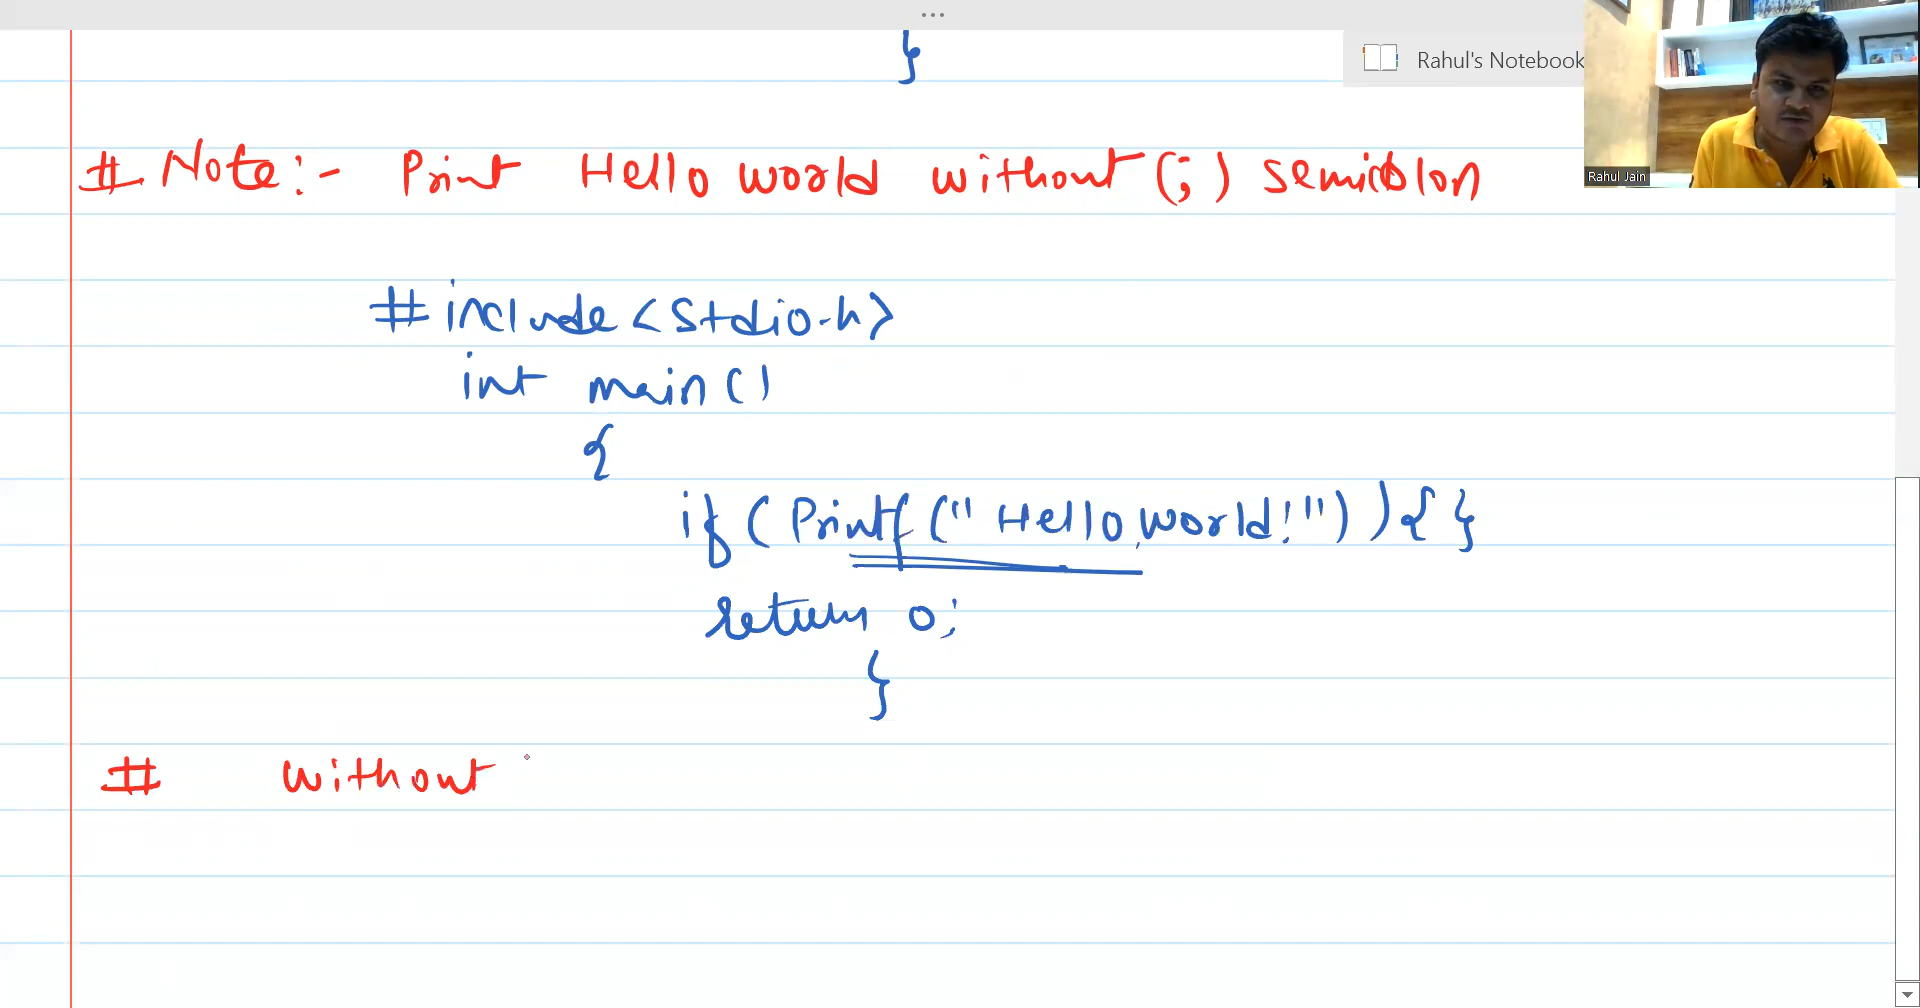 ...
}
Rahul's Notebook
Rahul Jain
# Note:- Print Hello world without (;) semicolon
#include<stdio.h>
int main()
{
if (Printf("Hello,world!")){ }
return 0;
}
# without